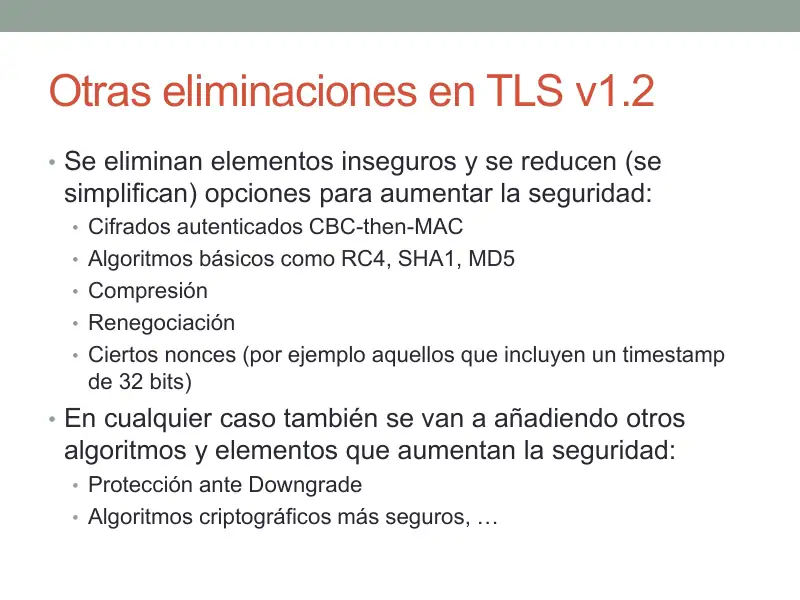 Otras eliminaciones en TLS v1.2
• Se eliminan elementos inseguros y se reducen (se
simplifican) opciones para aumentar la seguridad:
• Cifrados autenticados CBC-then-MAC
• Algoritmos básicos como RC4, SHA1, MD5
• Compresión
• Renegociación
• Ciertos nonces (por ejemplo aquellos que incluyen un timestamp
de 32 bits)
• En cualquier caso también se van a añadiendo otros
algoritmos y elementos que aumentan la seguridad:
• Protección ante Downgrade
• Algoritmos criptográficos más seguros, …